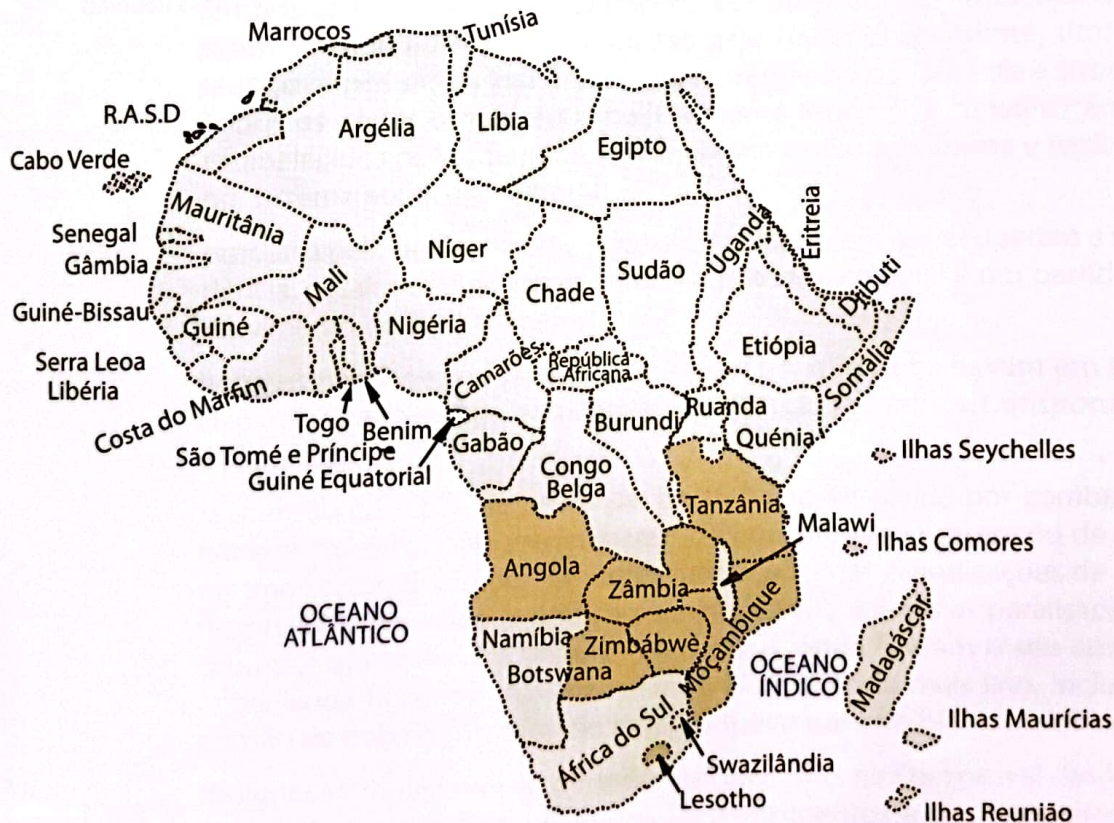 Marrocos
Tunísia
R.A.S.D
Argélia
Líbia
Egipto
Cabo Verde
Mauritânia
Senegal
Gâmbia
Mali
Níger
Chade
Sudão
Uganda
Eritreia
Djibuti
Guiné-Bissau
Guiné
Nigéria
Etiópia
Somália
Serra Leoa
Libéria
Costa do Marfim
Togo
Benim
Camarões
República
C.Africana
São Tomé e Príncipe
Guiné Equatorial
Gabão
Congo
Belga
Burundi
Ruanda
Quénia
Ilhas Seychelles
Tanzânia
Malawi
Ilhas Comores
Angola
Zâmbia
OCEANO
ATLÂNTICO
Namíbia
Zimbábwè
Botswana
Moçambique
OCEANO
ÍNDICO
Madagáscar
África do Sul
Swazilândia
Lesotho
Ilhas Maurícias
Ilhas Reunião